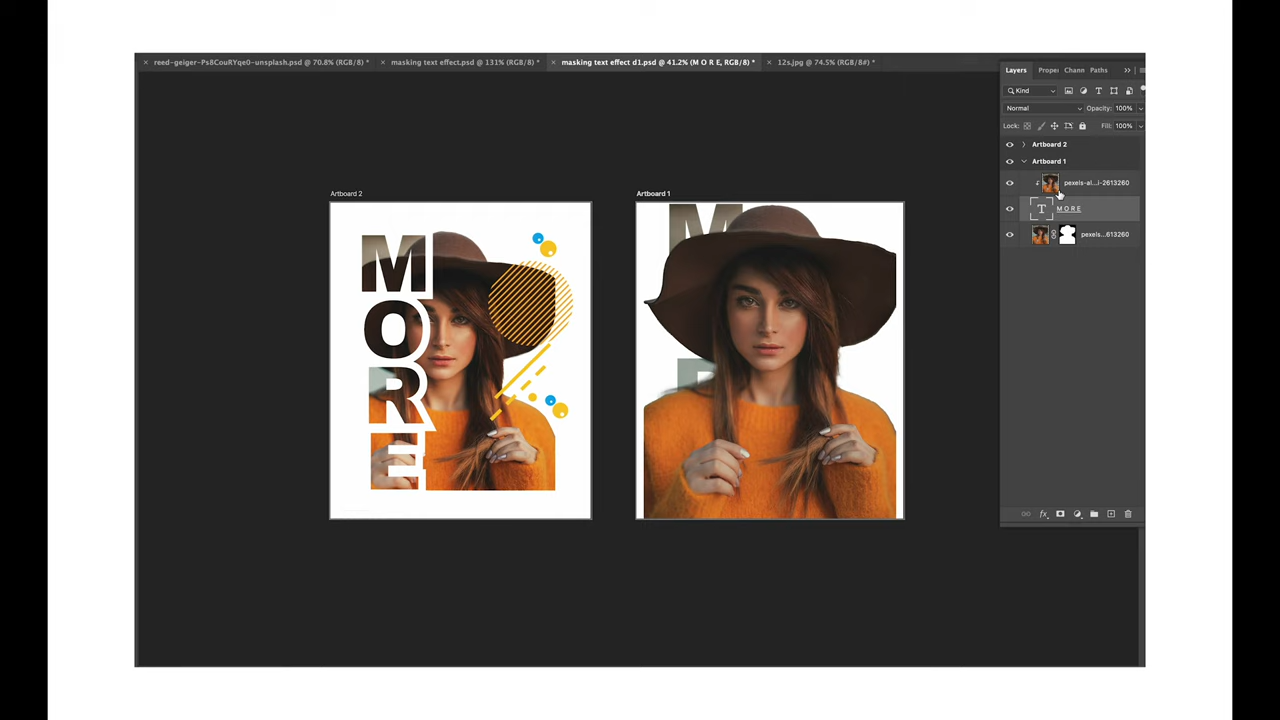 reed-geiger-Ps8CouRYqe0-unsplash.psd @ 70.8% (RGB/8) *
masking text effect.psd @ 131% (RGB/8) *
masking text effect d1.psd @ 41.2% (M O R E, RGB/8) *
12s.jpg @ 74.5% (RGB/8#) *
Layers Proper Chann Paths
Kind
Normal Opacity: 100%
Lock: Fill: 100%
Artboard 2
Artboard 1
pexels-al...i-2613260
T M O R E
pexels...613260
fx
Artboard 2
M
O
R
E
Artboard 1
M